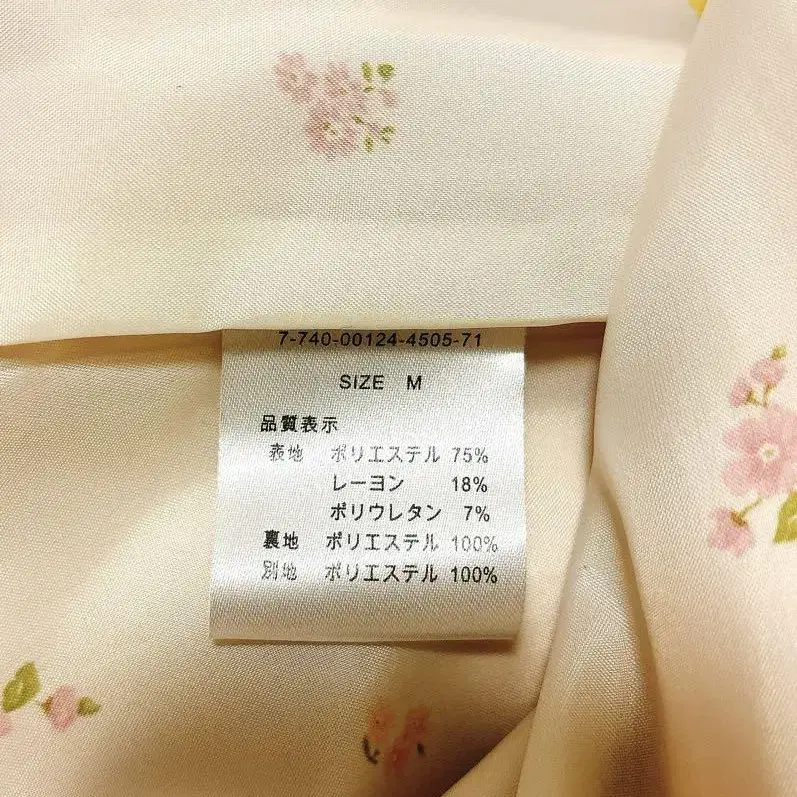 7-740-00124-4505-71
SIZE M
品質表示
表地 ポリエステル 75%
レーヨン 18%
ポリウレタン 7%
裏地 ポリエステル 100%
別地 ポリエステル 100%